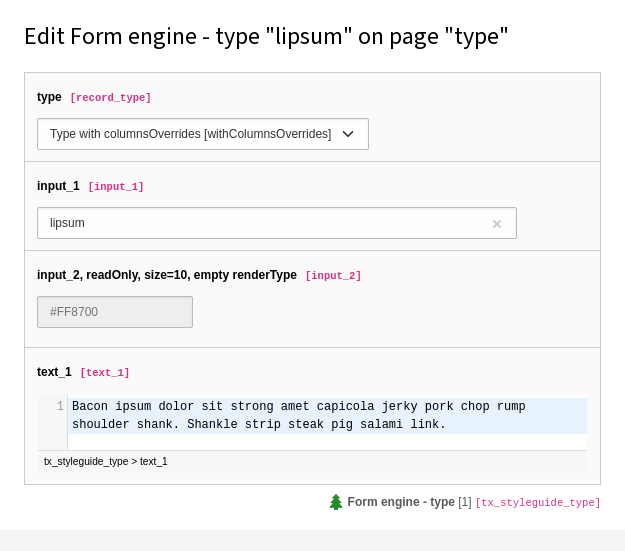 Edit Form engine - type "lipsum" on page "type"
type [record_type]
Type with columnsOverrides [withColumnsOverrides]
input_1 [input_1]
lipsum
input_2, readOnly, size=10, empty renderType [input_2]
#FF8700
text_1 [text_1]
1 Bacon ipsum dolor sit strong amet capicola jerky pork chop rump
shoulder shank. Shankle strip steak pig salami link.
tx_styleguide_type > text_1
Form engine - type [1] [tx_styleguide_type]